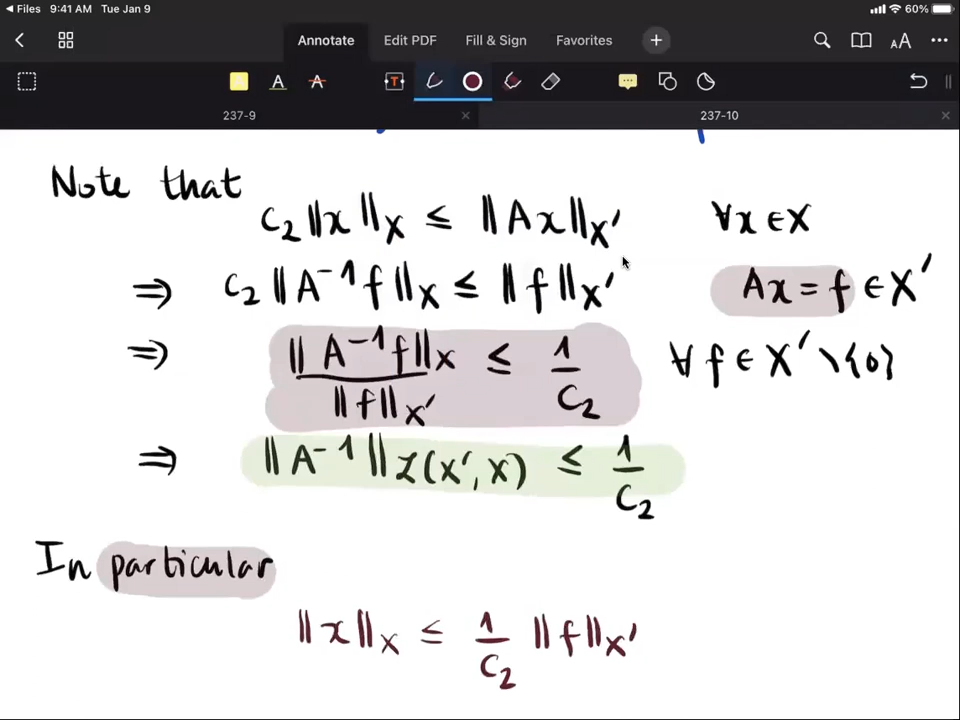 Files 9:41 AM Tue Jan 9 60%
Annotate Edit PDF Fill & Sign Favorites
237-9 237-10
Note that
C₂‖x‖_X ≤ ‖Ax‖_X' ∀x ∈ X
⇒ C₂‖A⁻¹f‖_X ≤ ‖f‖_X' Ax = f ∈ X'
⇒ ‖A⁻¹f‖_X / ‖f‖_X' ≤ 1/C₂ ∀ f ∈ X' \ {0}
⇒ ‖A⁻¹‖_L(X', X) ≤ 1/C₂
In particular
‖x‖_X ≤ 1/C₂ ‖f‖_X'